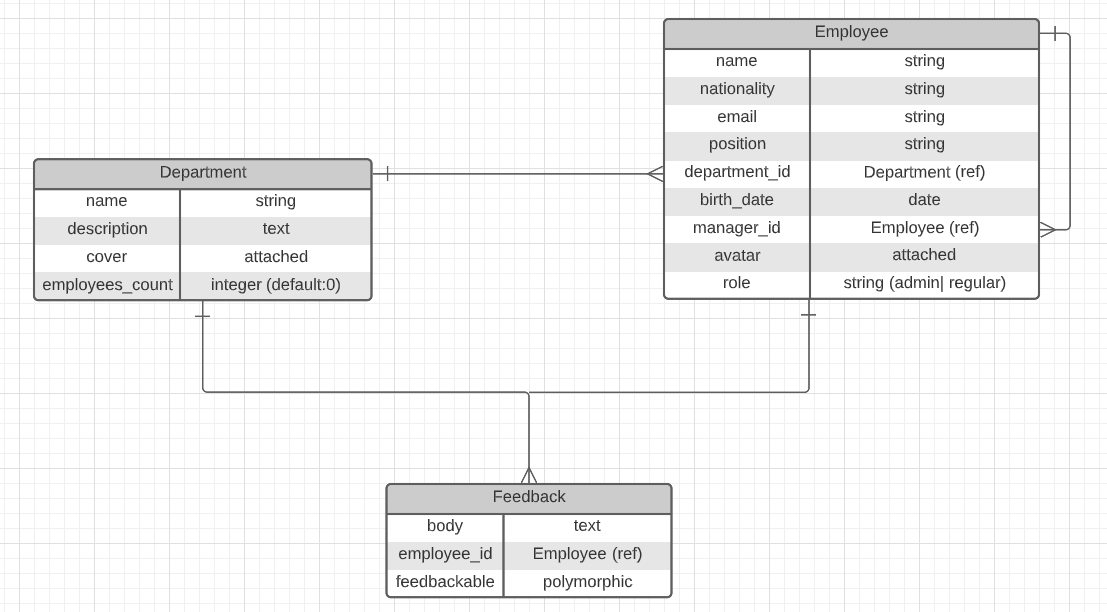 Employee
name string
nationality string
email string
position string
department_id Department (ref)
birth_date date
manager_id Employee (ref)
avatar attached
role string (admin| regular)
Department
name string
description text
cover attached
employees_count integer (default:0)
Feedback
body text
employee_id Employee (ref)
feedbackable polymorphic